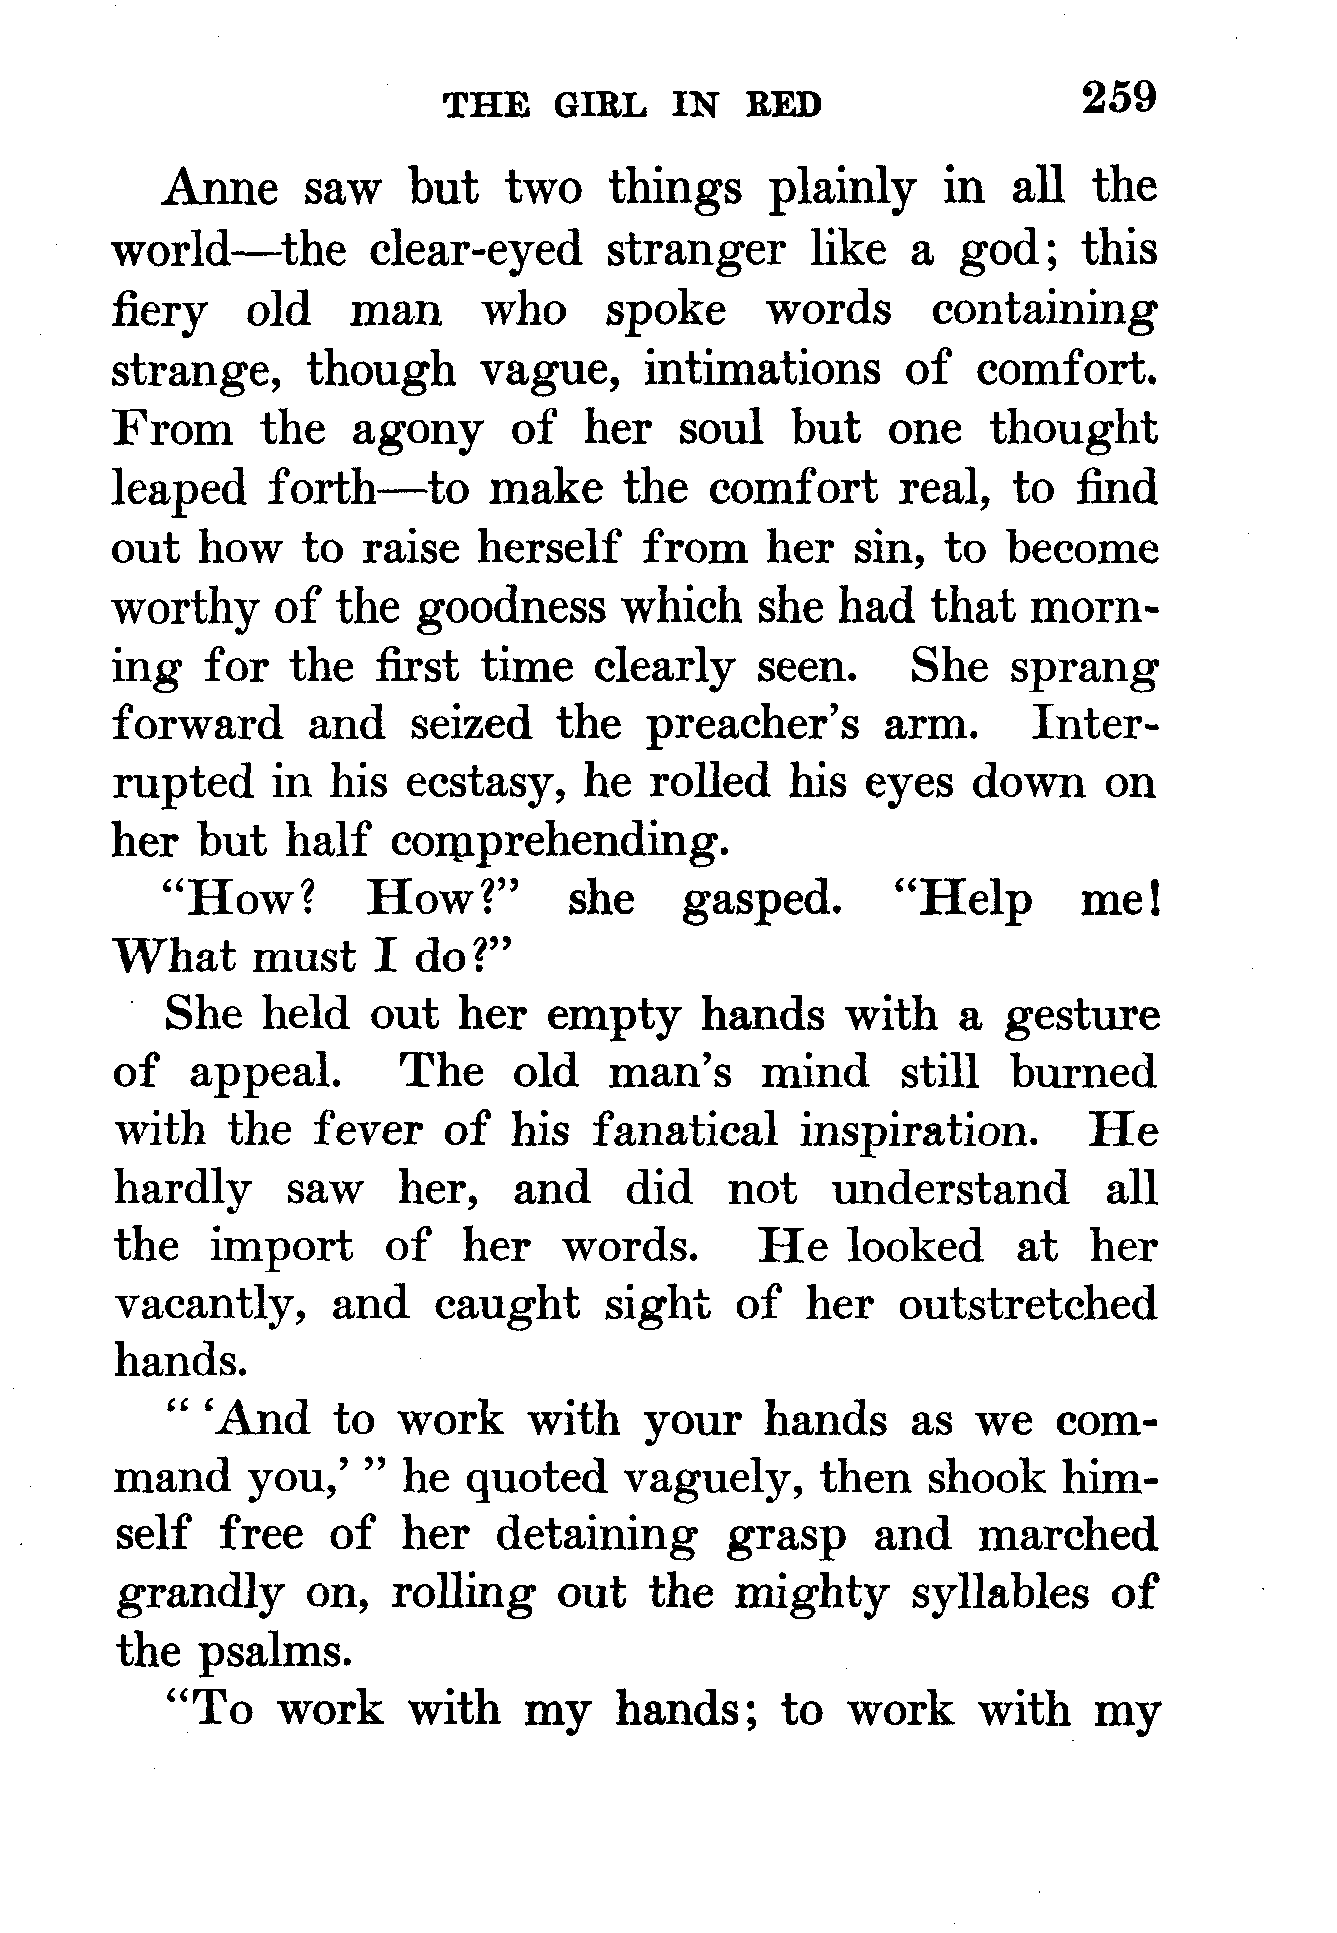 THE GIRL IN RED 259
Anne saw but two things plainly in all the
world—the clear-eyed stranger like a god; this
fiery old man who spoke words containing
strange, though vague, intimations of comfort.
From the agony of her soul but one thought
leaped forth—to make the comfort real, to find
out how to raise herself from her sin, to become
worthy of the goodness which she had that morn-
ing for the first time clearly seen. She sprang
forward and seized the preacher's arm. Inter-
rupted in his ecstasy, he rolled his eyes down on
her but half comprehending.
"How? How?" she gasped. "Help me!
What must I do?"
She held out her empty hands with a gesture
of appeal. The old man's mind still burned
with the fever of his fanatical inspiration. He
hardly saw her, and did not understand all
the import of her words. He looked at her
vacantly, and caught sight of her outstretched
hands.
" 'And to work with your hands as we com-
mand you,' " he quoted vaguely, then shook him-
self free of her detaining grasp and marched
grandly on, rolling out the mighty syllables of
the psalms.
"To work with my hands; to work with my